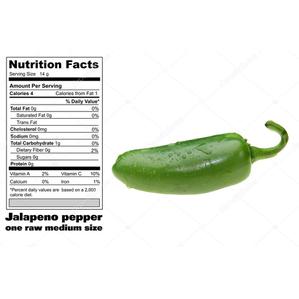 Nutrition Facts
Serving Size 14 g
Amount Per Serving
Calories 4 Calories from Fat 1
% Daily Value*
Total Fat 0g 0%
Saturated Fat 0g 0%
Trans Fat
Cholesterol 0mg 0%
Sodium 0mg 0%
Total Carbohydrate 1g 0%
Dietary Fiber 0g 2%
Sugars 0g
Protein 0g
Vitamin A 2% Vitamin C 10%
Calcium 0% Iron 1%
*Percent daily values are based on a 2,000
calorie diet.
Jalapeno pepper
one raw medium size